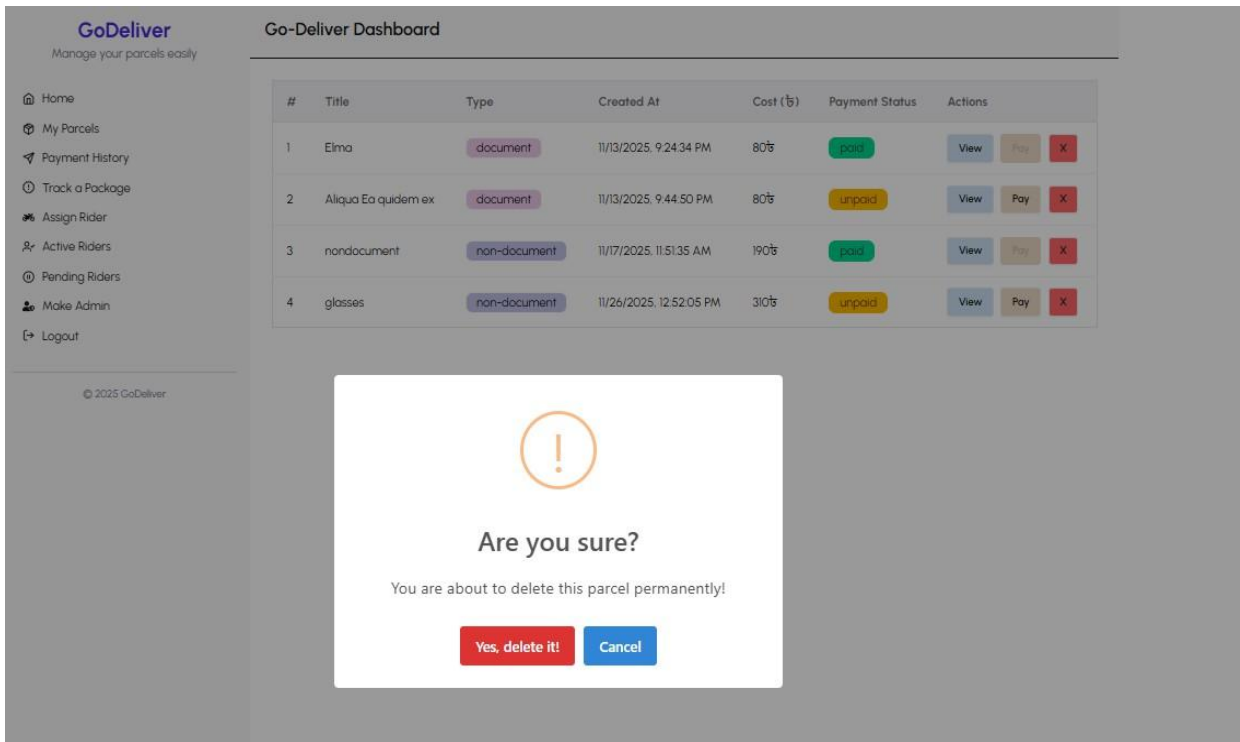 GoDeliver
Manage your parcels easily
Home
My Parcels
Payment History
Track a Package
Assign Rider
Active Riders
Pending Riders
Make Admin
Logout
© 2025 GoDeliver
Go-Deliver Dashboard
# Title Type Created At Cost (৳) Payment Status Actions
1 Elma document 11/13/2025, 9:24:34 PM 80৳ paid View Pay X
2 Aliqua Ea quidem ex document 11/13/2025, 9:44:50 PM 80৳ unpaid View Pay X
3 nondocument non-document 11/17/2025, 11:51:35 AM 190৳ paid View Pay X
4 glasses non-document 11/26/2025, 12:52:05 PM 310৳ unpaid View Pay X
!
Are you sure?
You are about to delete this parcel permanently!
Yes, delete it! Cancel